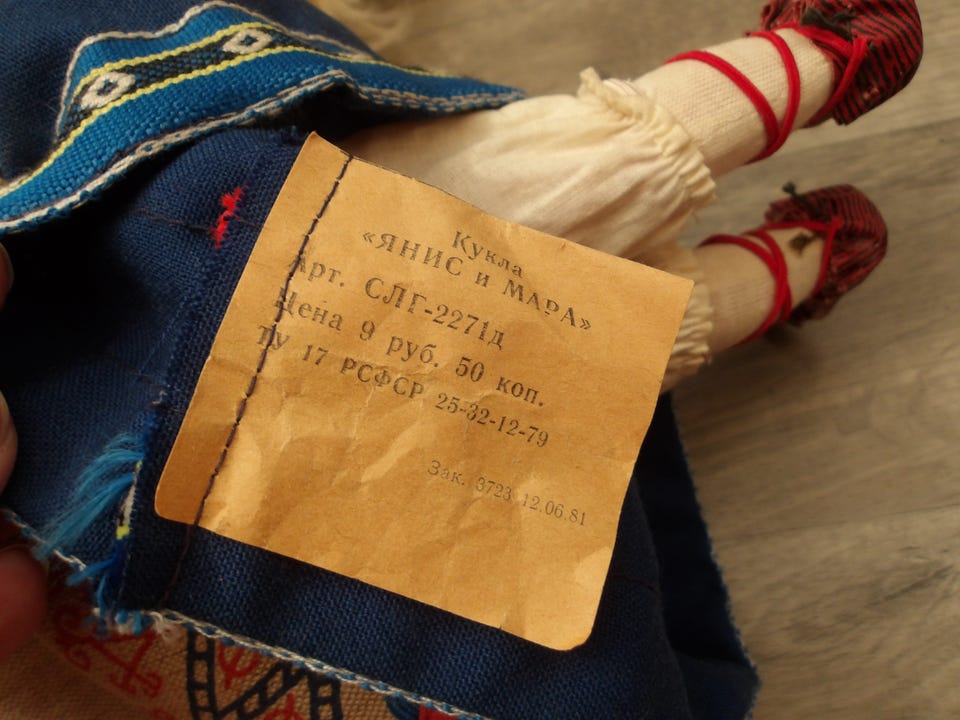 Кукла
«ЯНИС и МАРА»
Арт. СЛГ-2271д
Цена 9 руб. 50 коп.
ТУ 17 РСФСР 25-32-12-79
Зак. 3723 12.06.81